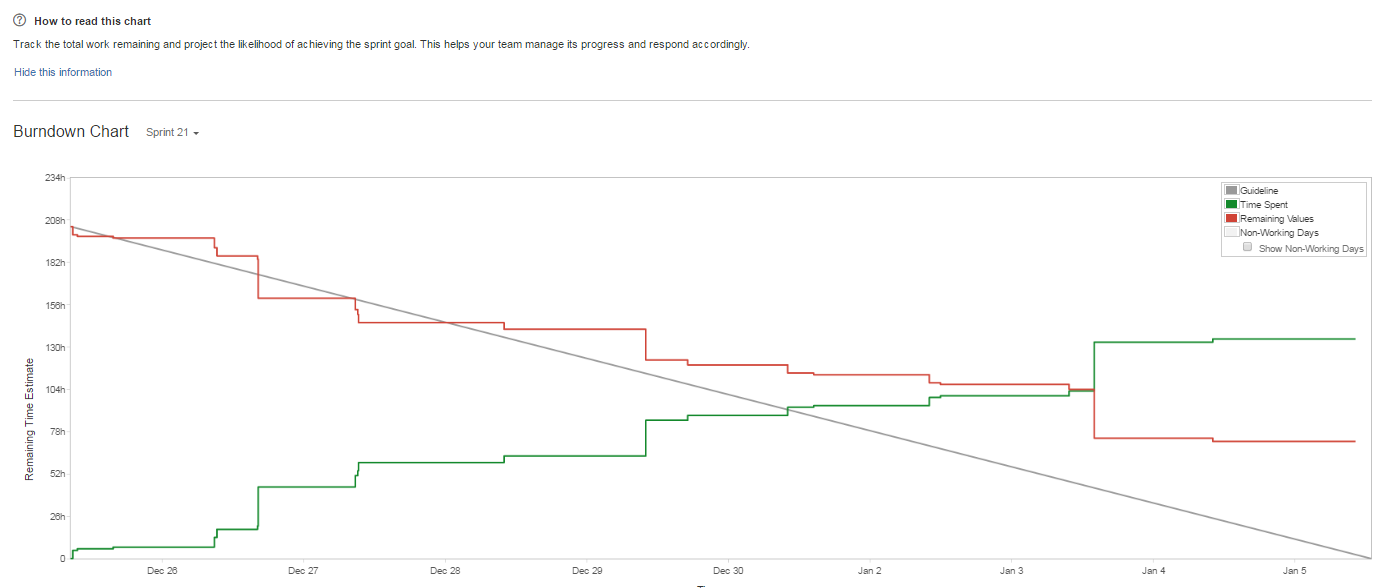 How to read this chart
Track the total work remaining and project the likelihood of achieving the sprint goal. This helps your team manage its progress and respond accordingly.
Hide this information
Burndown Chart Sprint 21
234h
208h
182h
156h
130h
104h
78h
52h
26h
0
Remaining Time Estimate
Guideline
Time Spent
Remaining Values
Non-Working Days
Show Non-Working Days
Dec 26 Dec 27 Dec 28 Dec 29 Dec 30 Jan 2 Jan 3 Jan 4 Jan 5